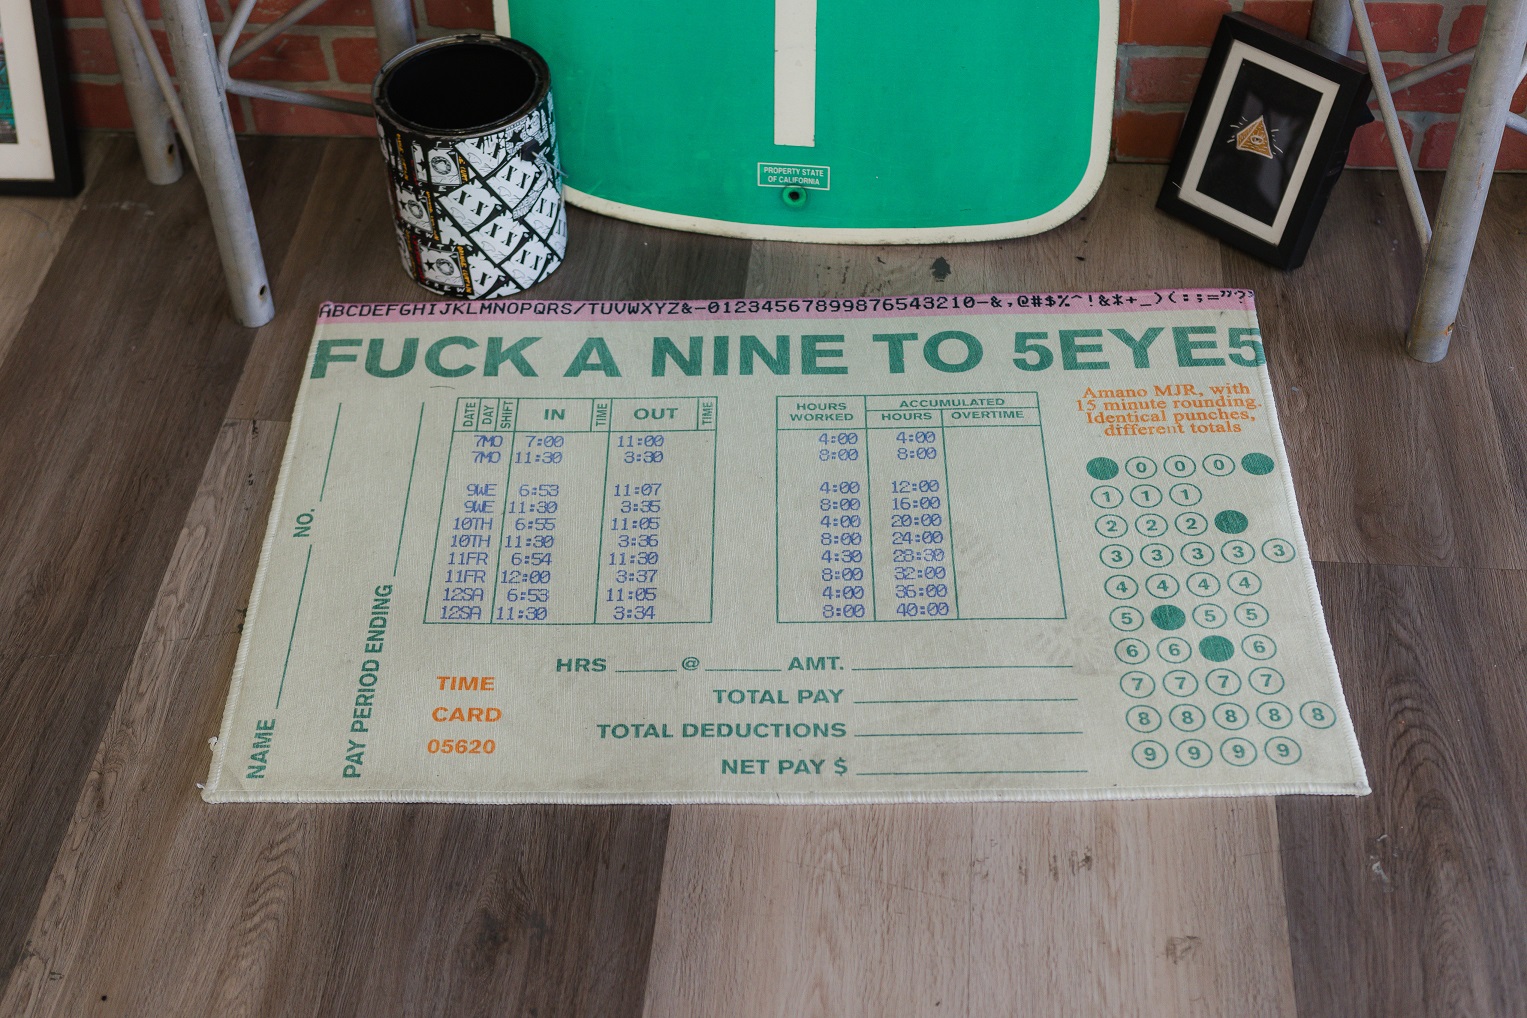 PROPERTY STATE
OF CALIFORNIA
ABCDEFGHIJKLMNOPQRS/TUVWXYZ&-01234567899876543210-&,@#$%^!&*+_)(:;="?
FUCK A NINE TO 5EYE5
Amano MJR, with
15 minute rounding.
Identical punches,
different totals
DATE DAY SHIFT IN TIME OUT TIME
7MO 7:00 11:00
7MO 11:30 3:30
9WE 6:53 11:07
9WE 11:30 3:35
10TH 6:55 11:05
10TH 11:30 3:36
11FR 6:54 11:30
11FR 12:00 3:37
12SA 6:53 11:05
12SA 11:30 3:34
HOURS WORKED ACCUMULATED
HOURS OVERTIME
4:00 4:00
8:00 8:00
4:00 12:00
8:00 16:00
4:00 20:00
8:00 24:00
4:30 28:30
8:00 32:00
4:00 36:00
8:00 40:00
0 0 0
1 1 1
2 2 2
3 3 3 3 3
4 4 4 4
5 5 5
6 6 6
7 7 7 7
8 8 8 8 8
9 9 9 9
NAME NO.
PAY PERIOD ENDING
TIME
CARD
05620
HRS @ AMT.
TOTAL PAY
TOTAL DEDUCTIONS
NET PAY $